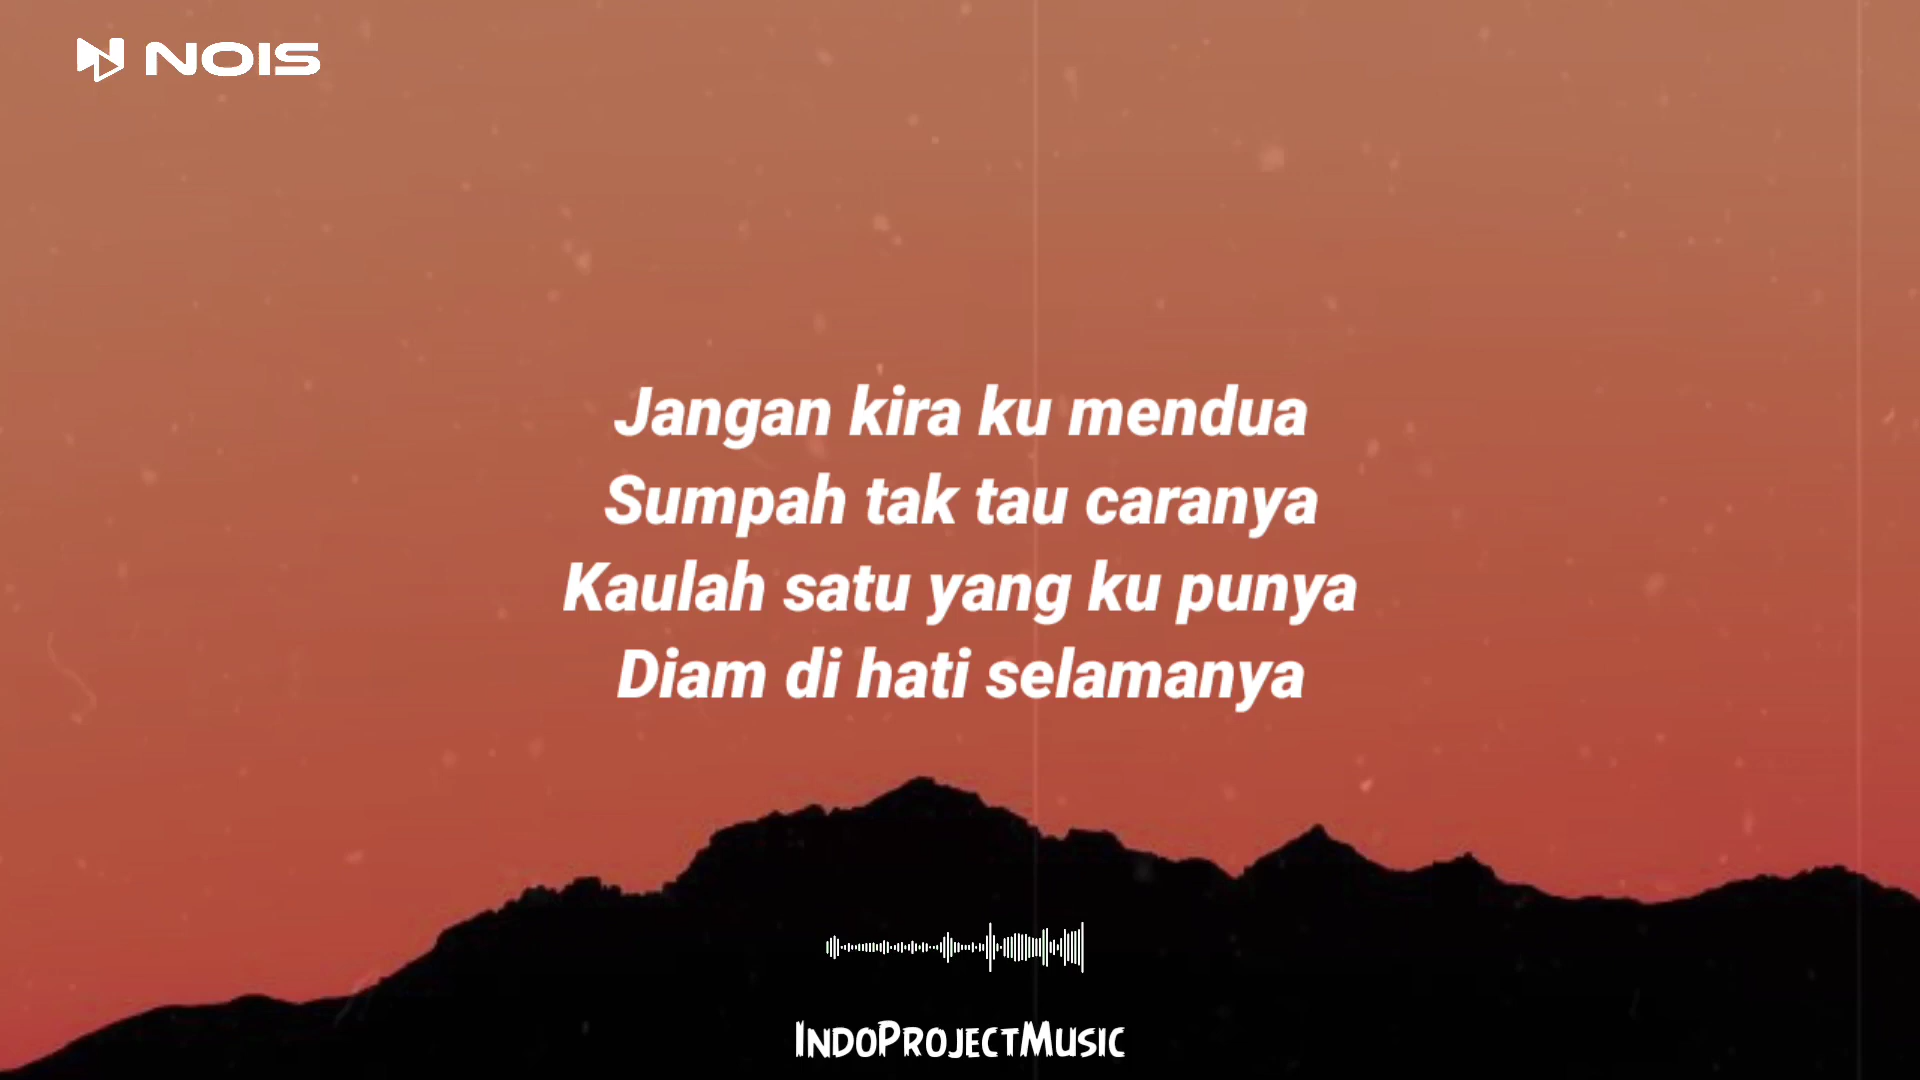 NOIS
Jangan kira ku mendua
Sumpah tak tau caranya
Kaulah satu yang ku punya
Diam di hati selamanya
IndoProjectMusic